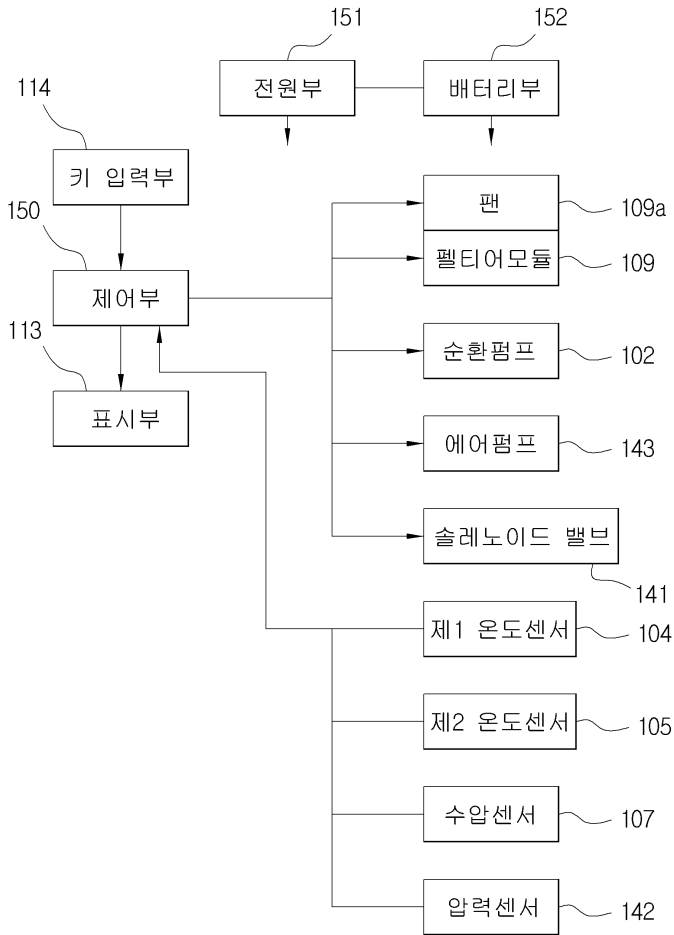 151
152
전원부
배터리부
114
키 입력부
150
팬
109a
펠티어모듈
109
제어부
113
순환펌프
102
표시부
에어펌프
143
솔레노이드 밸브
141
제1 온도센서
104
제2 온도센서
105
수압센서
107
압력센서
142